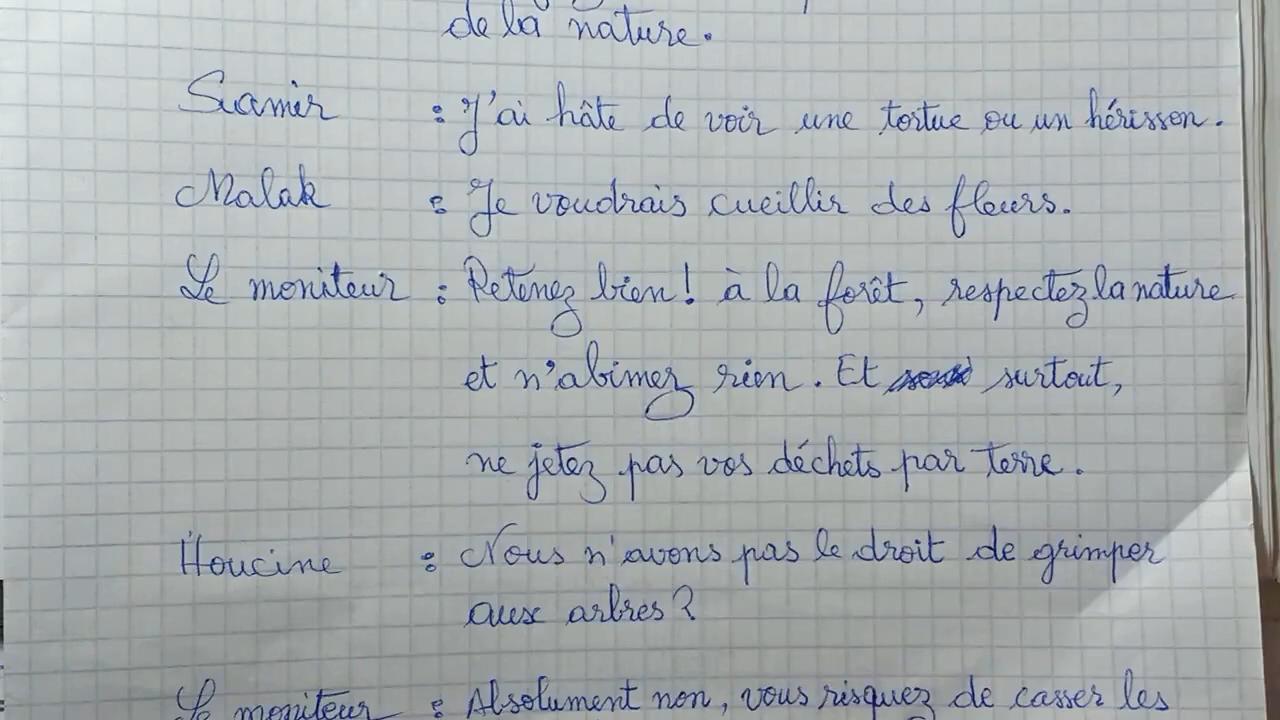 de la nature.
Samir : J'ai hâte de voir une tortue ou un hérisson.
Malak : Je voudrais cueillir des fleurs.
Le moniteur : Retenez bien! à la forêt, respectez la nature
et n'abimez rien. Et surtout,
ne jetez pas vos déchets par terre.
Houcine : Nous n'avons pas le droit de grimper
aux arbres?
Le moniteur : Absolument non, vous risquez de casser les